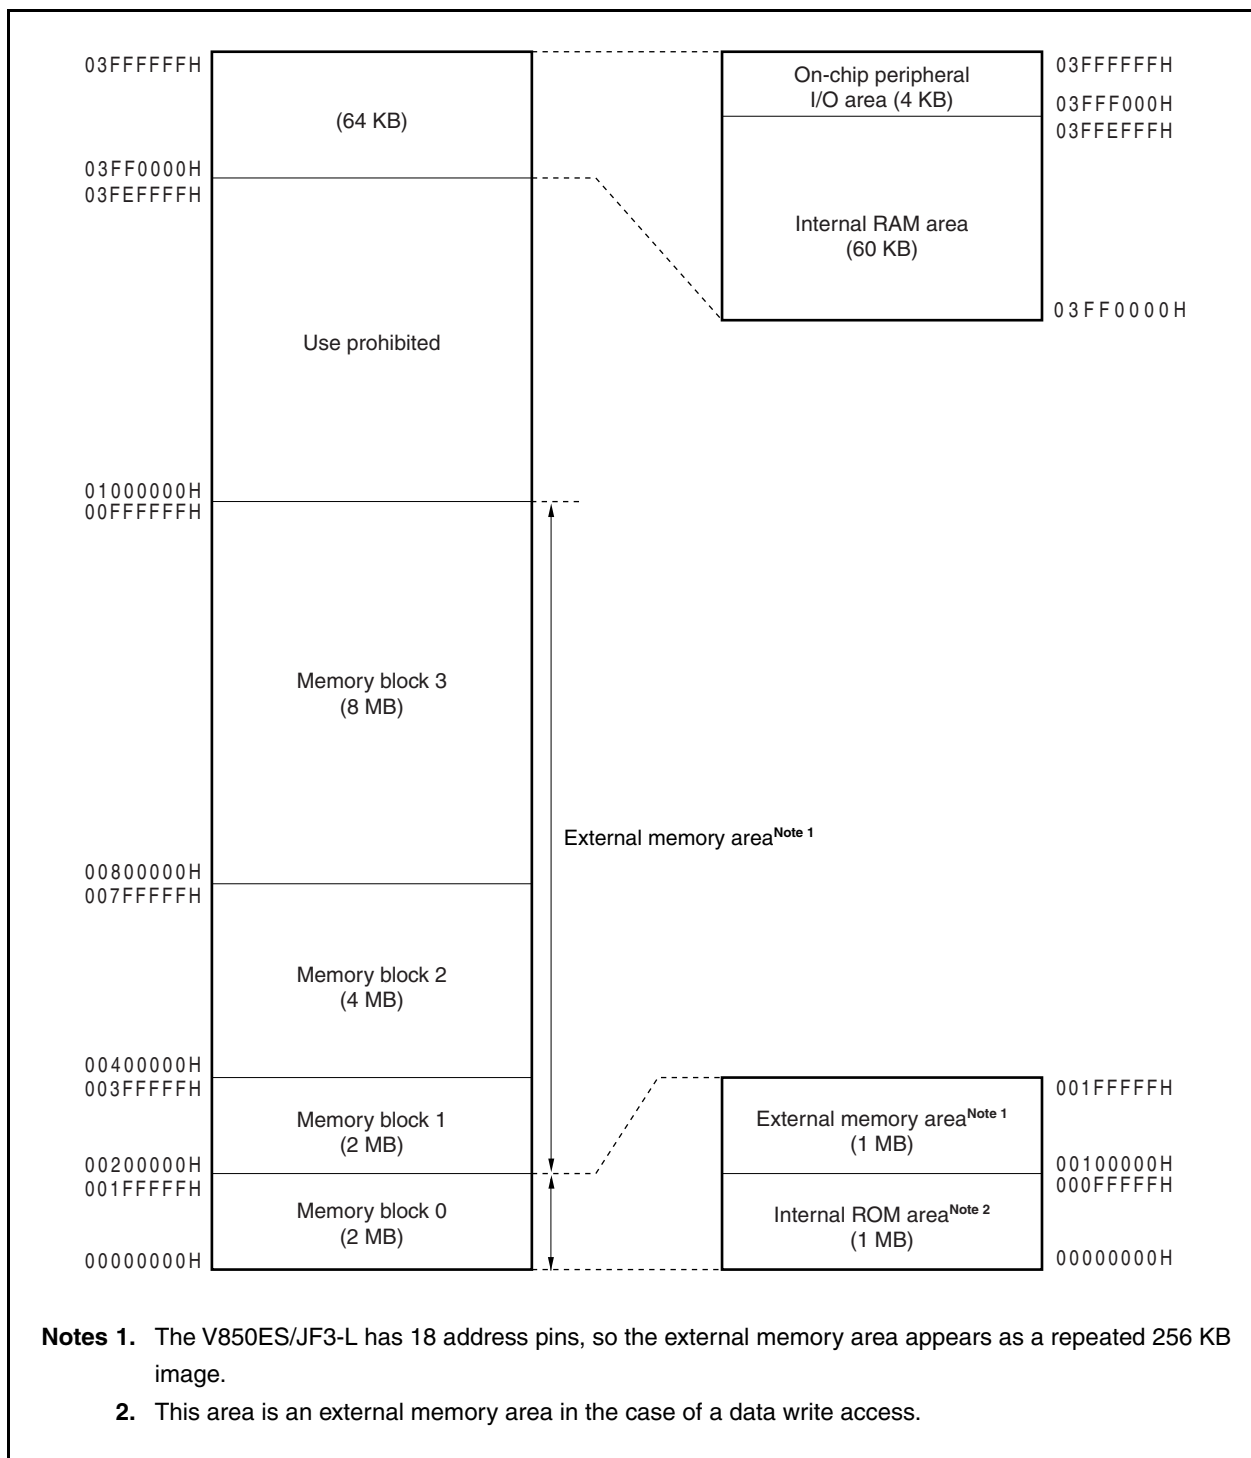 03FFFFFFH
(64 KB)
03FF0000H
03FEFFFFH
Use prohibited
01000000H
00FFFFFFH
Memory block 3
(8 MB)
00800000H
007FFFFFH
Memory block 2
(4 MB)
00400000H
003FFFFFH
Memory block 1
(2 MB)
00200000H
001FFFFFH
Memory block 0
(2 MB)
00000000H
External memory areaNote 1
On-chip peripheral
I/O area (4 KB)
03FFFFFFH
03FFF000H
03FFEFFFH
Internal RAM area
(60 KB)
03FF0000H
External memory areaNote 1
(1 MB)
001FFFFFH
00100000H
000FFFFFH
Internal ROM areaNote 2
(1 MB)
00000000H
Notes 1. The V850ES/JF3-L has 18 address pins, so the external memory area appears as a repeated 256 KB
image.
2. This area is an external memory area in the case of a data write access.